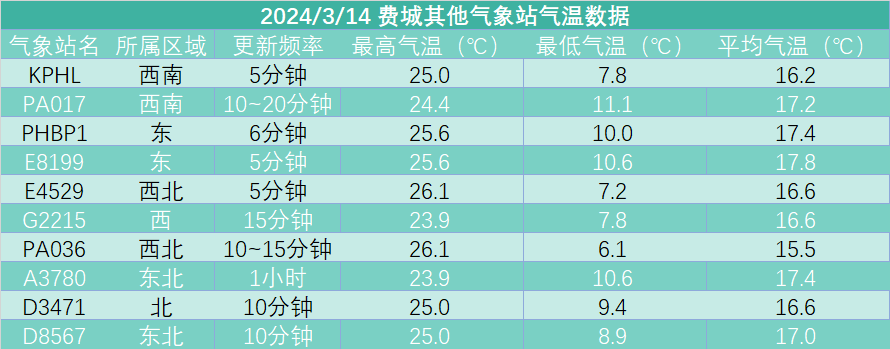 2024/3/14 费城其他气象站气温数据
气象站名 所属区域 更新频率 最高气温（℃） 最低气温（℃） 平均气温（℃）
KPHL 西南 5分钟 25.0 7.8 16.2
PA017 西南 10~20分钟 24.4 11.1 17.2
PHBP1 东 6分钟 25.6 10.0 17.4
E8199 东 5分钟 25.6 10.6 17.8
E4529 西北 5分钟 26.1 7.2 16.6
G2215 西 15分钟 23.9 7.8 16.6
PA036 西北 10~15分钟 26.1 6.1 15.5
A3780 东北 1小时 23.9 10.6 17.4
D3471 北 10分钟 25.0 9.4 16.6
D8567 东北 10分钟 25.0 8.9 17.0